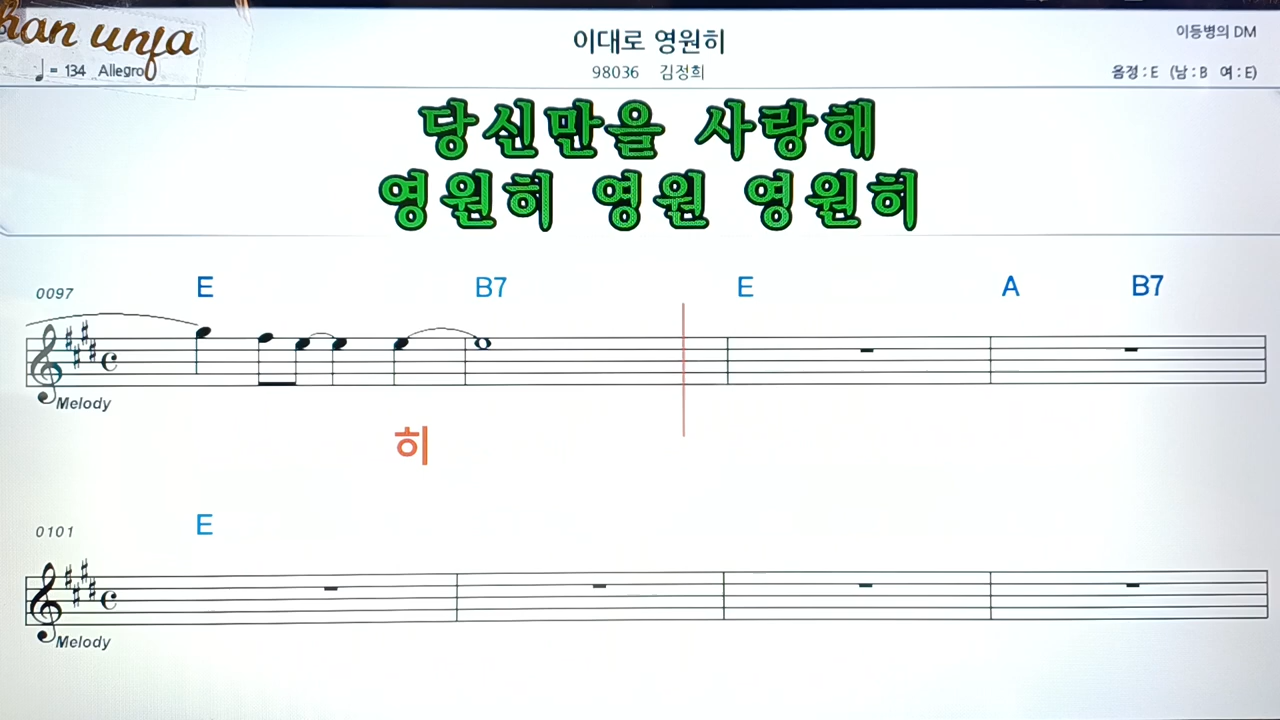 han unfa
이대로 영원히
이등병의 DM
♩ = 134 Allegro
98036 김정희
음정 : E (남 : B 여 : E)
당신만을 사랑해
영원히 영원 영원히
0097 E B7 E A B7
Melody
히
0101 E
Melody